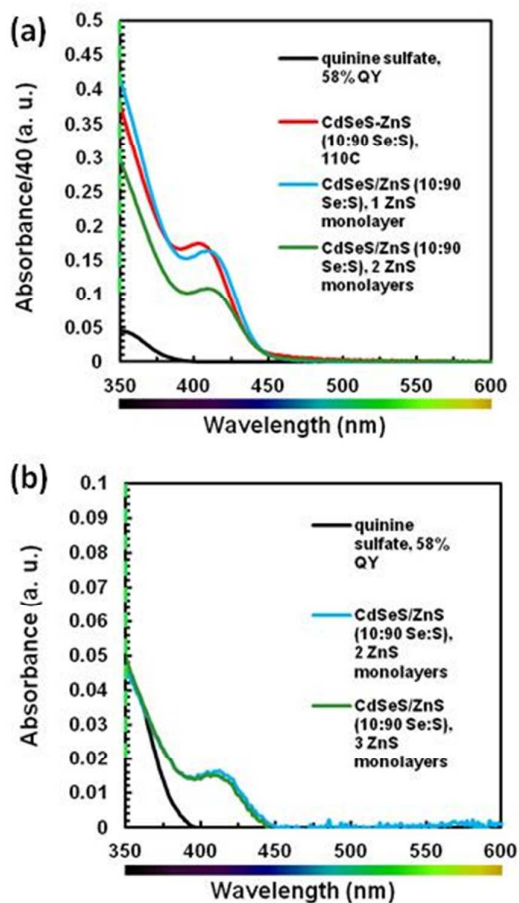 (a)
Absorbance/40 (a. u.)
0.5
0.45
0.4
0.35
0.3
0.25
0.2
0.15
0.1
0.05
0
quinine sulfate,
58% QY
CdSeS-ZnS
(10:90 Se:S),
110C
CdSeS/ZnS (10:90
Se:S), 1 ZnS
monolayer
CdSeS/ZnS (10:90
Se:S), 2 ZnS
monolayers
350 400 450 500 550 600
Wavelength (nm)
(b)
Absorbance (a. u.)
0.1
0.09
0.08
0.07
0.06
0.05
0.04
0.03
0.02
0.01
0
quinine
sulfate, 58%
QY
CdSeS/ZnS
(10:90 Se:S),
2 ZnS
monolayers
CdSeS/ZnS
(10:90 Se:S),
3 ZnS
monolayers
350 400 450 500 550 600
Wavelength (nm)